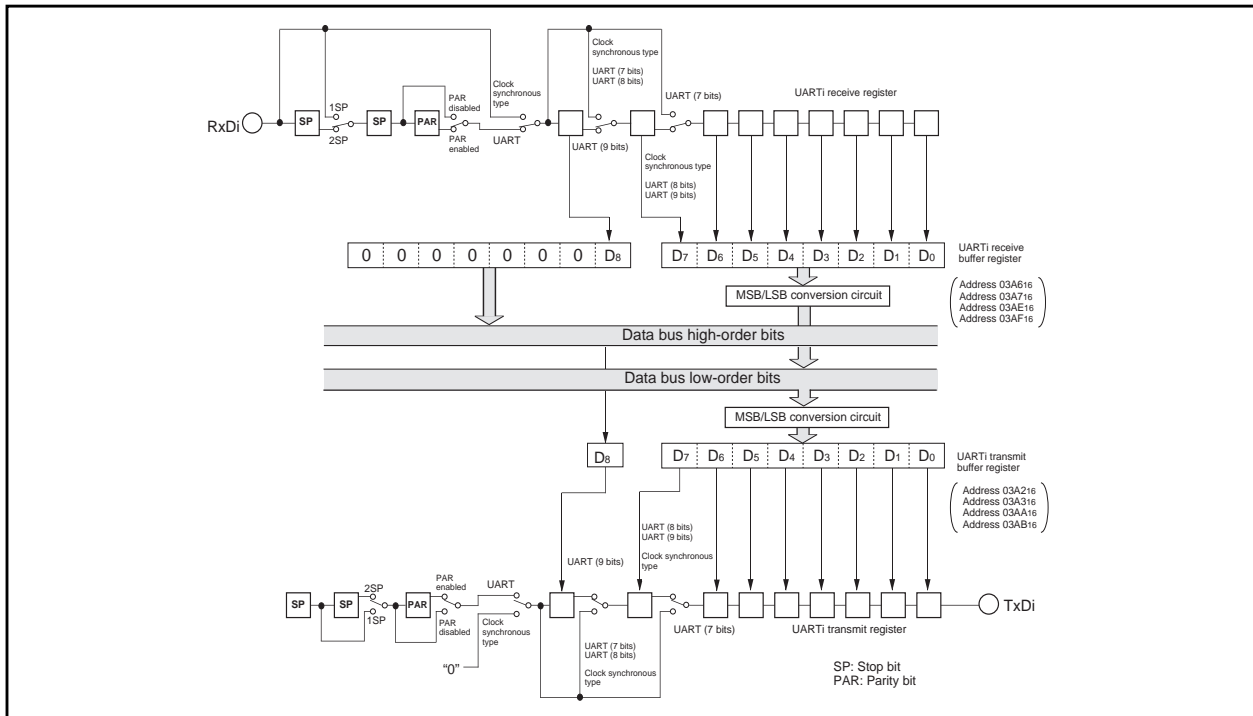 Clock
synchronous type
UART (7 bits)
UART (8 bits)
1SP
PAR
disabled
Clock
synchronous
type
UART (7 bits)
UARTi receive register
RxDi
SP
SP
PAR
2SP
PAR
enabled
UART
UART (9 bits)
Clock
synchronous type
UART (8 bits)
UART (9 bits)
0 0 0 0 0 0 0 D8
D7 D6 D5 D4 D3 D2 D1 D0
UARTi receive
buffer register
MSB/LSB conversion circuit
Address 03A616
Address 03A716
Address 03AE16
Address 03AF16
Data bus high-order bits
Data bus low-order bits
MSB/LSB conversion circuit
D8
D7 D6 D5 D4 D3 D2 D1 D0
UARTi transmit
buffer register
Address 03A216
Address 03A316
Address 03AA16
Address 03AB16
UART (8 bits)
UART (9 bits)
Clock synchronous
type
UART (9 bits)
PAR
enabled
2SP
UART
SP
SP
PAR
TxDi
1SP
PAR
disabled
Clock
synchronous
type
UART (7 bits)
UARTi transmit register
"0"
UART (7 bits)
UART (8 bits)
Clock synchronous
type
SP: Stop bit
PAR: Parity bit